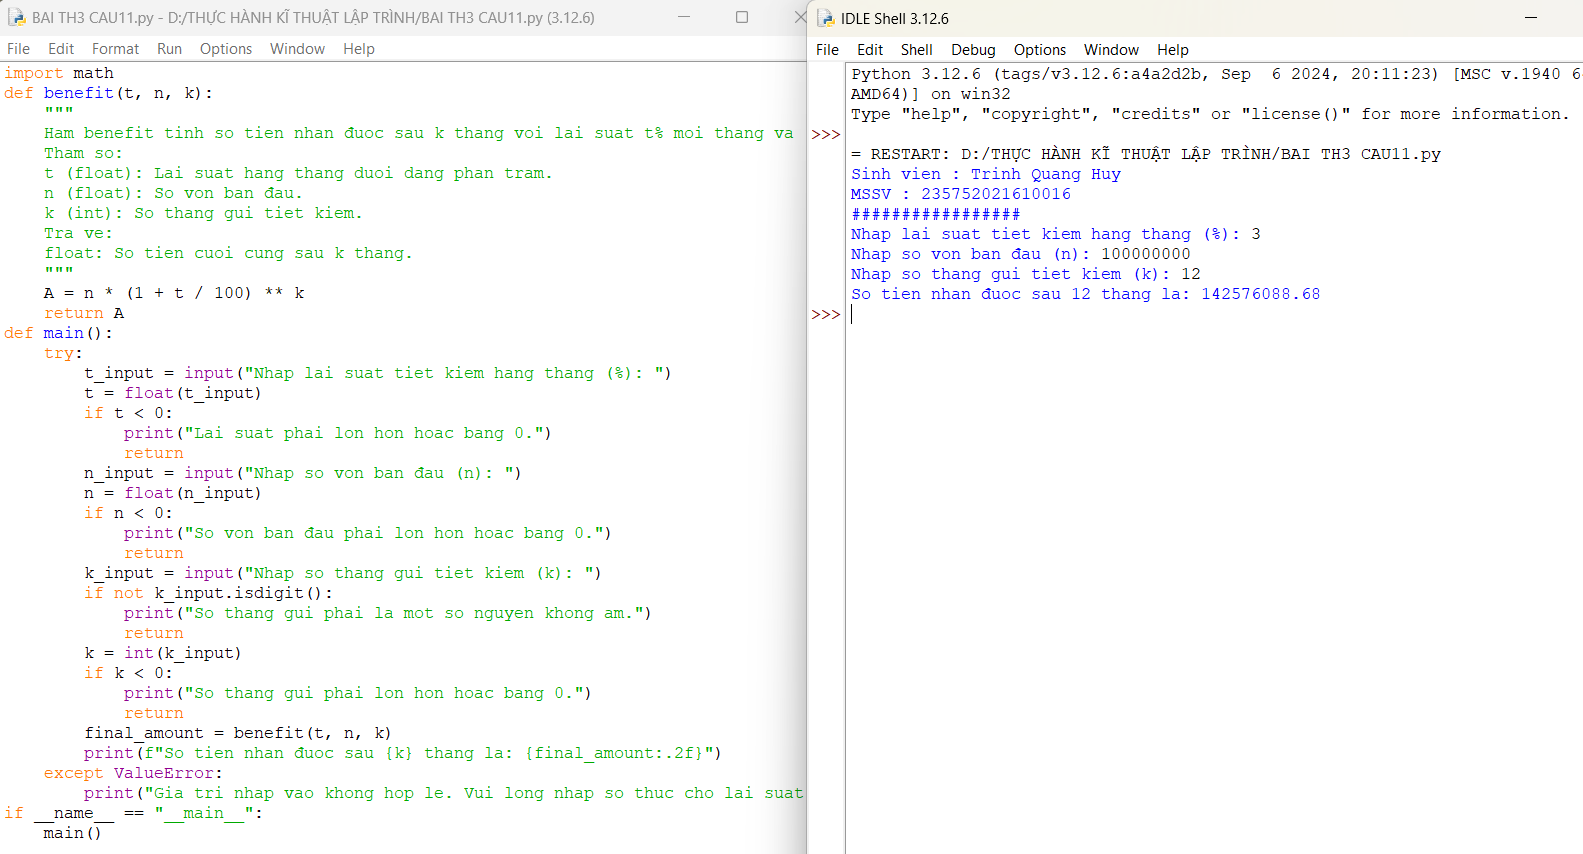 BAI TH3 CAU11.py - D:/THỰC HÀNH KĨ THUẬT LẬP TRÌNH/BAI TH3 CAU11.py (3.12.6)
File Edit Format Run Options Window Help
import math
def benefit(t, n, k):
    """
    Ham benefit tinh so tien nhan đuoc sau k thang voi lai suat t% moi thang va
    Tham so:
    t (float): Lai suat hang thang duoi dang phan tram.
    n (float): So von ban đau.
    k (int): So thang gui tiet kiem.
    Tra ve:
    float: So tien cuoi cung sau k thang.
    """
    A = n * (1 + t / 100) ** k
    return A
def main():
    try:
        t_input = input("Nhap lai suat tiet kiem hang thang (%): ")
        t = float(t_input)
        if t < 0:
            print("Lai suat phai lon hon hoac bang 0.")
            return
        n_input = input("Nhap so von ban đau (n): ")
        n = float(n_input)
        if n < 0:
            print("So von ban đau phai lon hon hoac bang 0.")
            return
        k_input = input("Nhap so thang gui tiet kiem (k): ")
        if not k_input.isdigit():
            print("So thang gui phai la mot so nguyen khong am.")
            return
        k = int(k_input)
        if k < 0:
            print("So thang gui phai lon hon hoac bang 0.")
            return
        final_amount = benefit(t, n, k)
        print(f"So tien nhan đuoc sau {k} thang la: {final_amount:.2f}")
    except ValueError:
        print("Gia tri nhap vao khong hop le. Vui long nhap so thuc cho lai suat
if __name__ == "__main__":
    main()
IDLE Shell 3.12.6
File Edit Shell Debug Options Window Help
Python 3.12.6 (tags/v3.12.6:a4a2d2b, Sep  6 2024, 20:11:23) [MSC v.1940 6
AMD64)] on win32
Type "help", "copyright", "credits" or "license()" for more information.
>>>
= RESTART: D:/THỰC HÀNH KĨ THUẬT LẬP TRÌNH/BAI TH3 CAU11.py
Sinh vien : Trinh Quang Huy
MSSV : 235752021610016
#################
Nhap lai suat tiet kiem hang thang (%): 3
Nhap so von ban đau (n): 100000000
Nhap so thang gui tiet kiem (k): 12
So tien nhan đuoc sau 12 thang la: 142576088.68
>>>